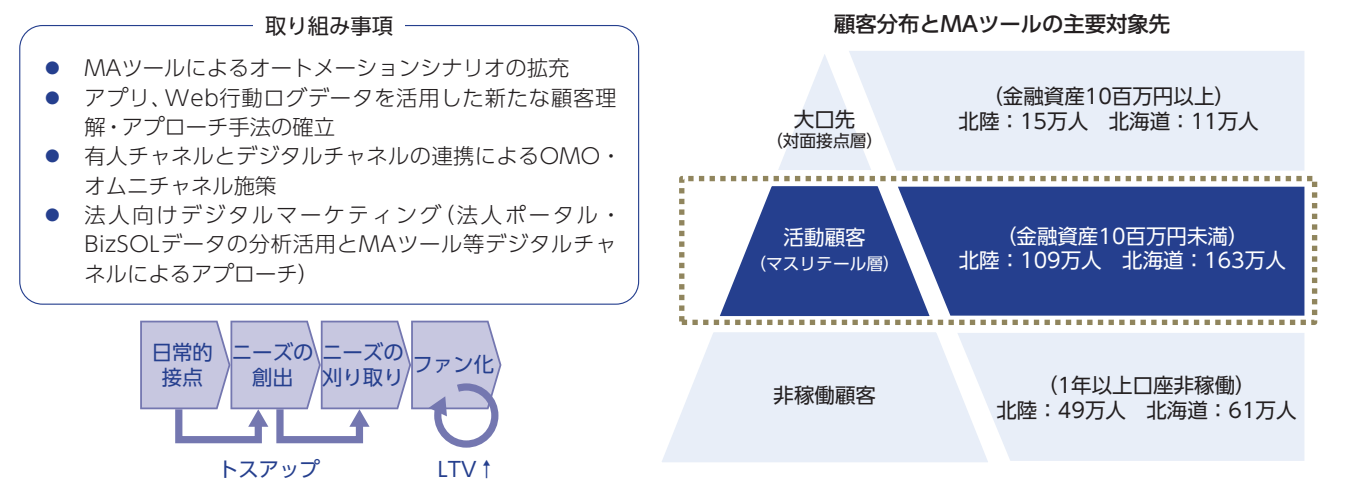 取り組み事項
● MAツールによるオートメーションシナリオの拡充
● アプリ、Web行動ログデータを活用した新たな顧客理
解・アプローチ手法の確立
● 有人チャネルとデジタルチャネルの連携によるOMO・
オムニチャネル施策
● 法人向けデジタルマーケティング(法人ポータル・
BizSOLデータの分析活用とMAツール等デジタルチャ
ネルによるアプローチ)
日常的
接点
ニーズの
創出
ニーズの
刈り取り
ファン化
トスアップ
LTV↑
顧客分布とMAツールの主要対象先
大口先
(対面接点層)
(金融資産10百万円以上)
北陸:15万人 北海道:11万人
活動顧客
(マスリテール層)
(金融資産10百万円未満)
北陸:109万人 北海道:163万人
非稼働顧客
(1年以上口座非稼働)
北陸:49万人 北海道:61万人